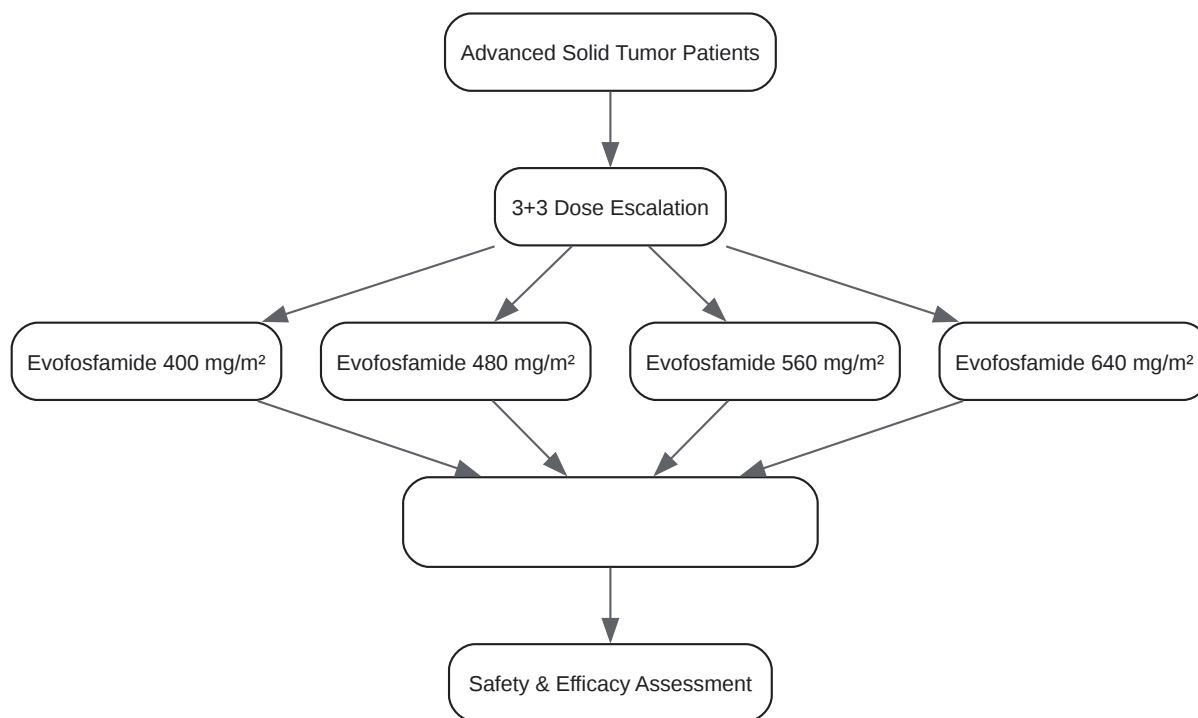 Advanced Solid Tumor Patients
3+3 Dose Escalation
Evofosfamide 400 mg/m²
Evofosfamide 480 mg/m²
Evofosfamide 560 mg/m²
Evofosfamide 640 mg/m²
Safety & Efficacy Assessment